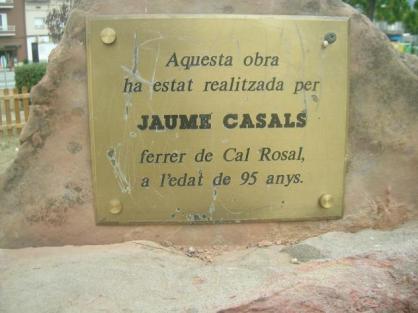 Aquesta obra
ha estat realitzada per
JAUME CASALS
ferrer de Cal Rosal,
a l'edat de 95 anys.